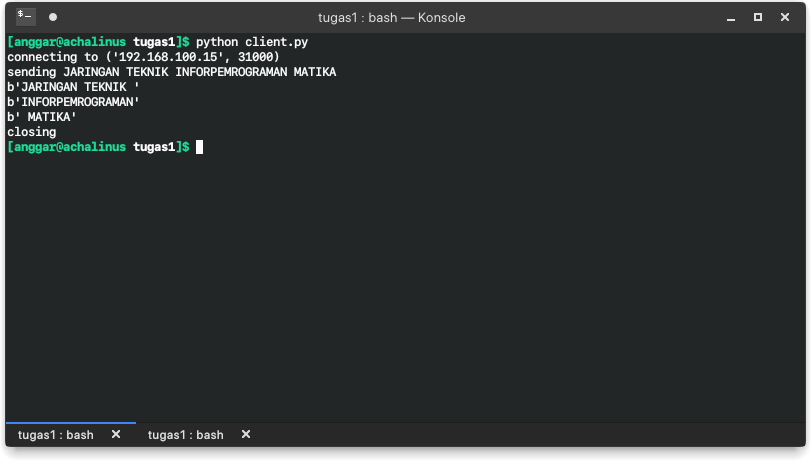 tugas1 : bash — Konsole
[anggar@achalinus tugas1]$ python client.py
connecting to ('192.168.100.15', 31000)
sending JARINGAN TEKNIK INFORPEMROGRAMAN MATIKA
b'JARINGAN TEKNIK '
b'INFORPEMROGRAMAN'
b' MATIKA'
closing
[anggar@achalinus tugas1]$
tugas1 : bash tugas1 : bash